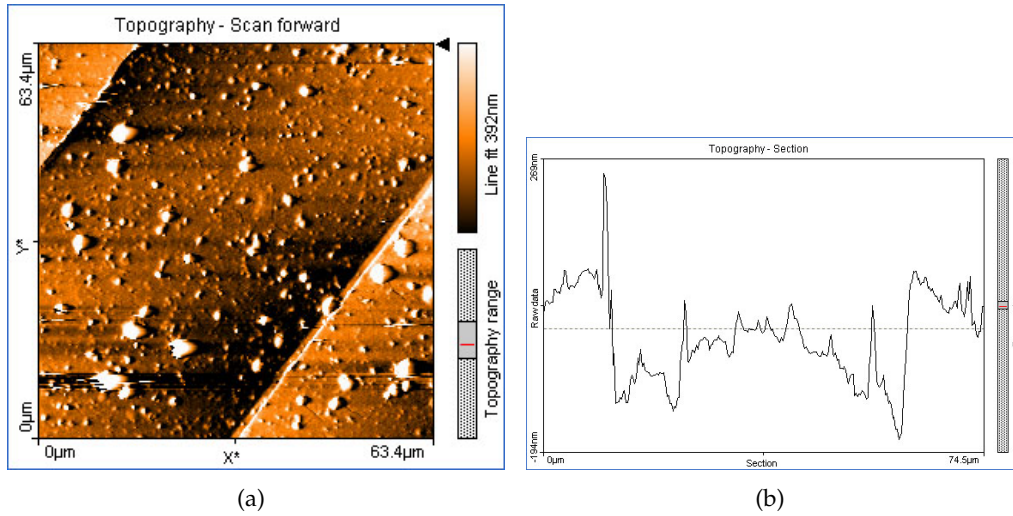 Topography - Scan forward
63.4µm
Y*
0µm
0µm
X*
63.4µm
Line fit 392nm
Topography range
(a)
Topography - Section
269nm
Raw data
-194nm
0µm
Section
74.5µm
(b)